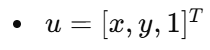 • u = [x, y, 1]^T